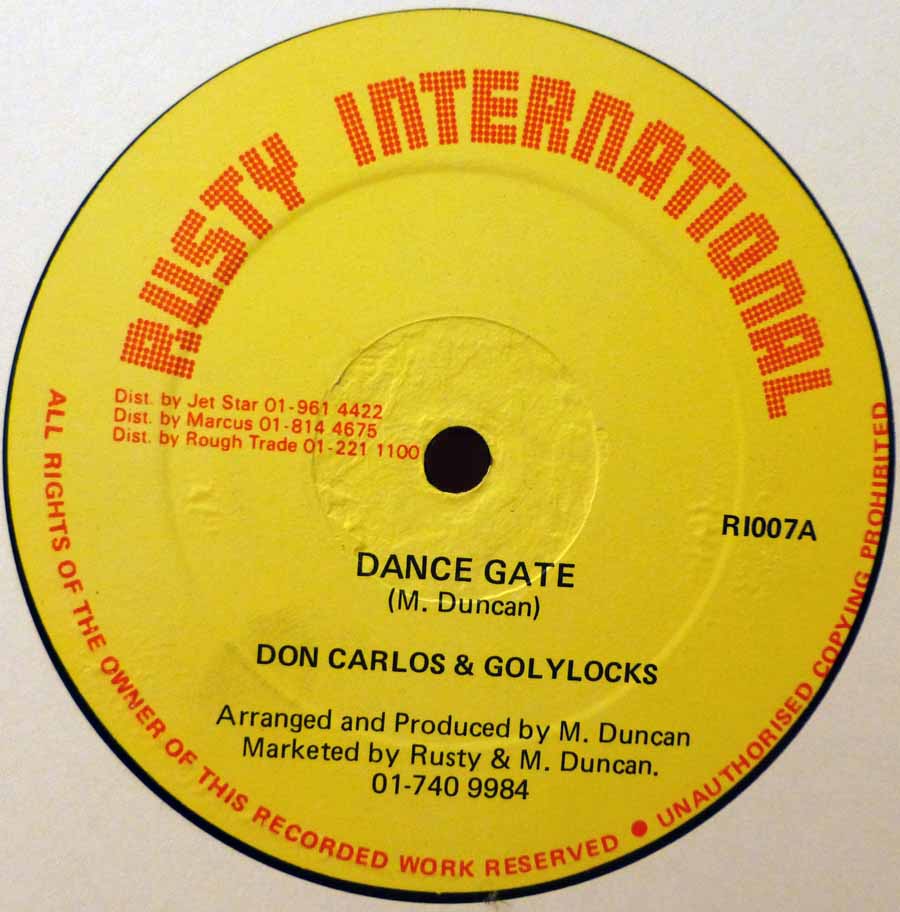 RUSTY INTERNATIONAL
Dist. by Jet Star 01-961 4422
Dist. by Marcus 01-814 4675
Dist. by Rough Trade 01-221 1100
RI007A
DANCE GATE
(M. Duncan)
DON CARLOS & GOLYLOCKS
Arranged and Produced by M. Duncan
Marketed by Rusty & M. Duncan.
01-740 9984
ALL RIGHTS OF THE OWNER OF THIS RECORDED WORK RESERVED ● UNAUTHORISED COPYING PROHIBITED